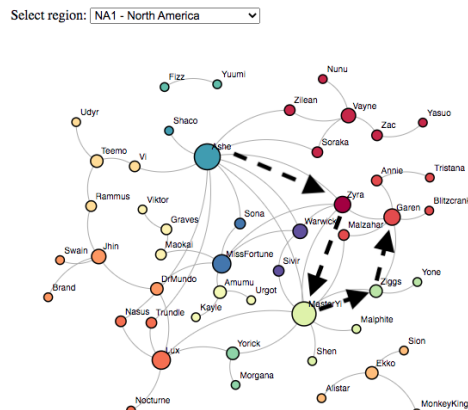 Select region: NA1 - North America
Nunu
Fizz Yuumi
Zilean Vayne
Udyr Shaco Zac Yasuo
Ashe Soraka
Teemo Vi
Annie Tristana
Rammus Viktor Zyra Blitzcrank
Graves Sona Warwick Malzahar Garen
Jhin Maokai
Swain MissFortune Sivir
Brand DrMundo Amumu Urgot Ziggs Yone
Nasus Trundle Kayle MasterYi
Malphite
Lux Yorick Shen Sion
Morgana Ekko
Nocturne Alistar MonkeyKing